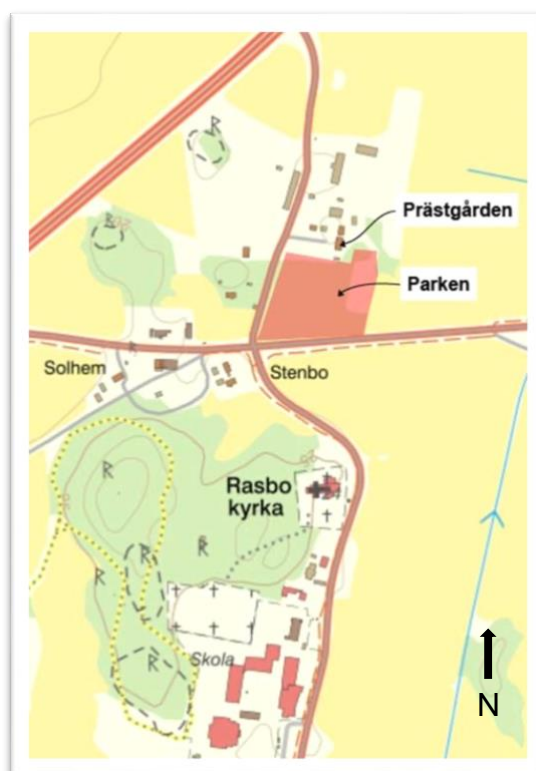 Prästgården
Parken
Solhem
Stenbo
Rasbo
kyrka
Skola
N